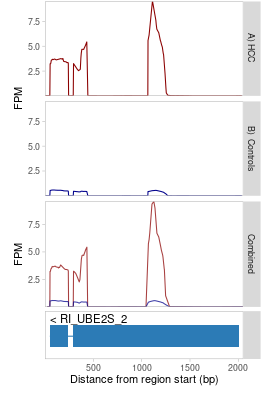 7.5
5.0
2.5
FPM
A) HCC
7.5
5.0
2.5
B) Controls
7.5
5.0
2.5
FPM
Combined
< RI_UBE2S_2
500
1000
1500
2000
Distance from region start (bp)